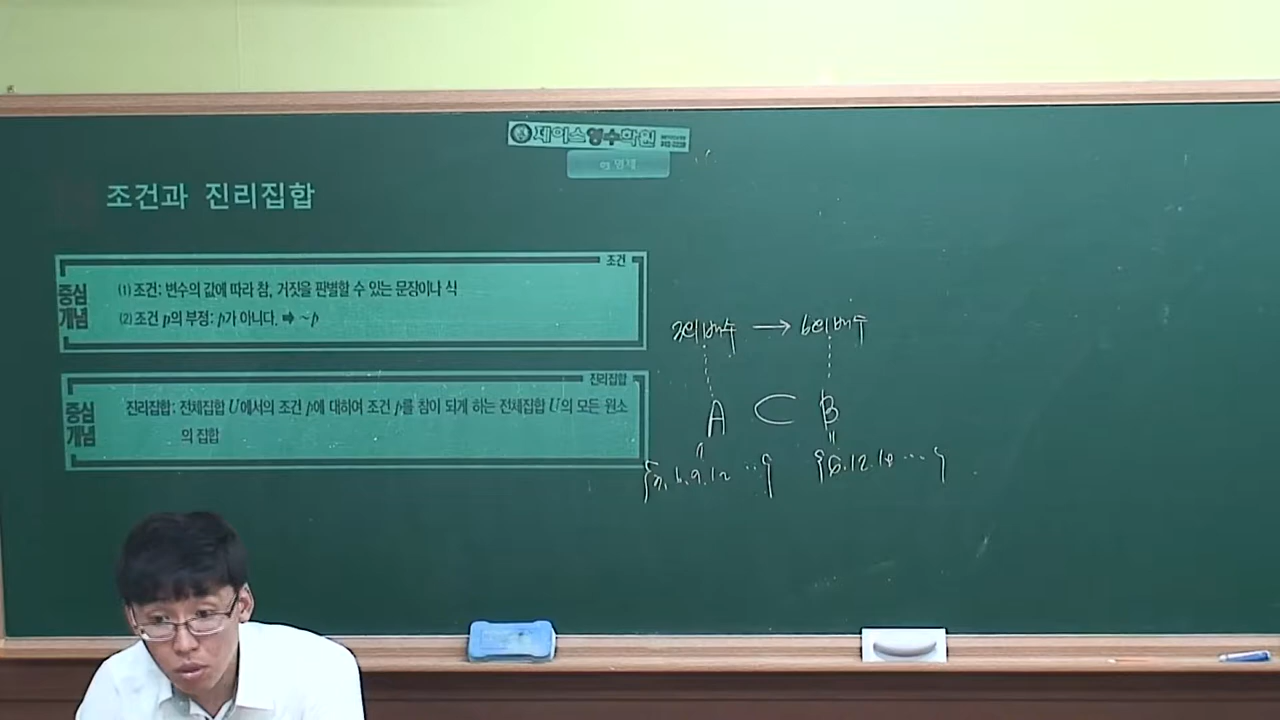 제이스영수학원
03 명제
조건과 진리집합
조건
중심
개념
(1) 조건: 변수의 값에 따라 참, 거짓을 판별할 수 있는 문장이나 식
(2) 조건 p의 부정: p가 아니다. ➡ ~p
진리집합
중심
개념
진리집합: 전체집합 U에서의 조건 p에 대하여 조건 p를 참이 되게 하는 전체집합 U의 모든 원소
의 집합
3의 배수 → 6의 배수
A ⊂ B
{3, 6, 9, 12 ...} {6, 12, 18 ...}